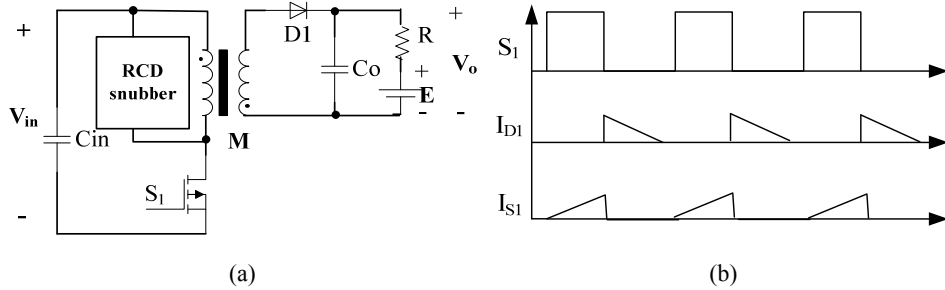 +
D1
R
RCD
snubber
Co
+
Vo
+
E
Vin
Cin
M
-
-
S1
-
(a)
S1
ID1
IS1
(b)